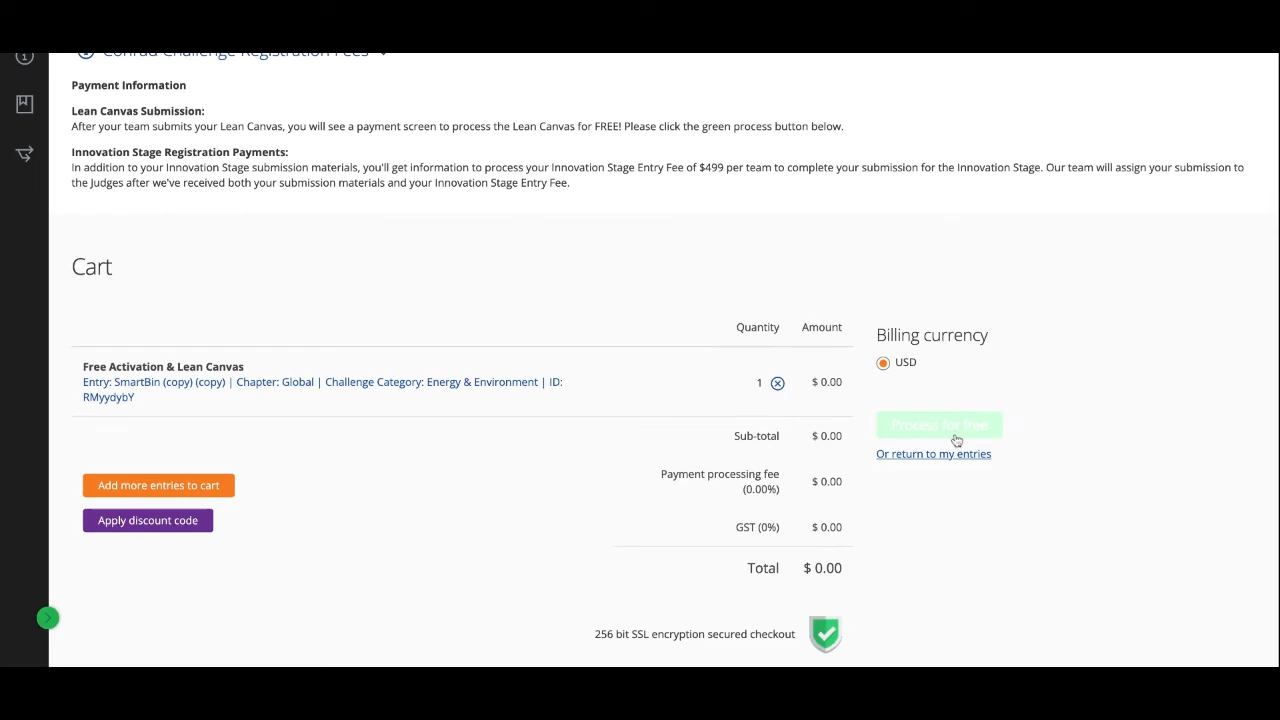 Conrad Challenge Registration Fees
Payment Information
Lean Canvas Submission:
After your team submits your Lean Canvas, you will see a payment screen to process the Lean Canvas for FREE! Please click the green process button below.
Innovation Stage Registration Payments:
In addition to your Innovation Stage submission materials, you'll get information to process your Innovation Stage Entry Fee of $499 per team to complete your submission for the Innovation Stage. Our team will assign your submission to
the Judges after we've received both your submission materials and your Innovation Stage Entry Fee.
Cart
Quantity Amount
Free Activation & Lean Canvas
Entry: SmartBin (copy) (copy) | Chapter: Global | Challenge Category: Energy & Environment | ID:
RMyydybY
1 $ 0.00
Sub-total $ 0.00
Payment processing fee
(0.00%) $ 0.00
GST (0%) $ 0.00
Total $ 0.00
Add more entries to cart
Apply discount code
256 bit SSL encryption secured checkout
Billing currency
USD
Process for free
Or return to my entries